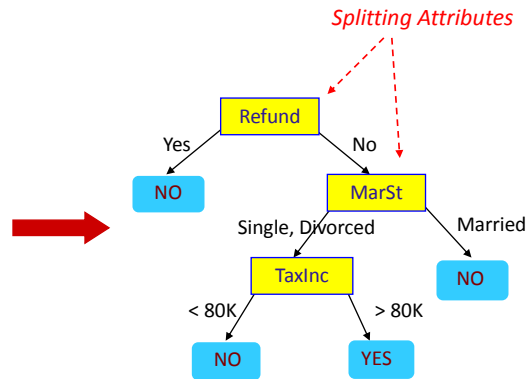 Splitting Attributes
Refund
Yes
No
NO
MarSt
Single, Divorced
Married
TaxInc
NO
< 80K
> 80K
NO
YES